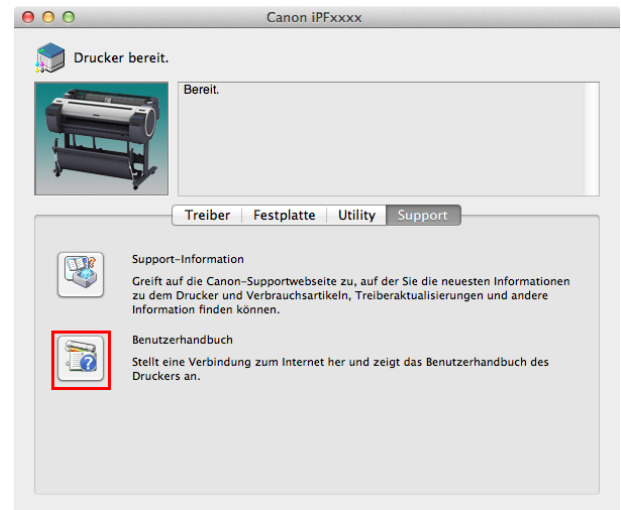 Canon iPFxxxx
Drucker bereit.
Bereit.
Treiber Festplatte Utility Support
Support-Information
Greift auf die Canon-Supportwebseite zu, auf der Sie die neuesten Informationen
zu dem Drucker und Verbrauchsartikeln, Treiberaktualisierungen und andere
Information finden können.
Benutzerhandbuch
Stellt eine Verbindung zum Internet her und zeigt das Benutzerhandbuch des
Druckers an.